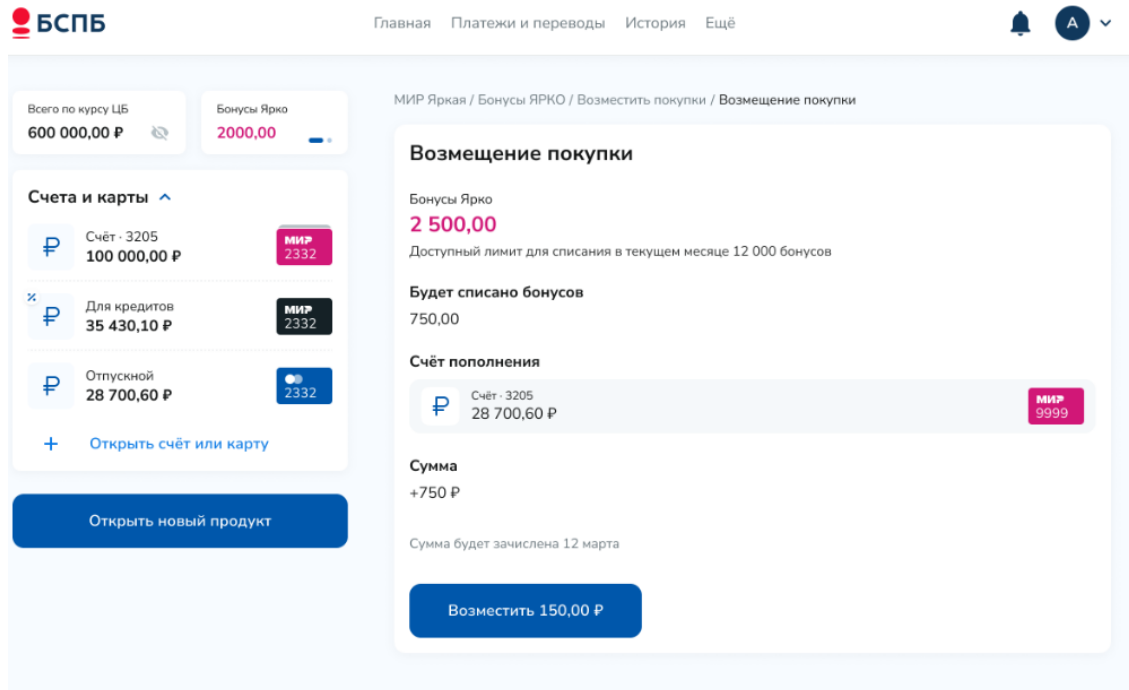 БСПБ
Главная Платежи и переводы История Ещё
А
Всего по курсу ЦБ
600 000,00 ₽
Бонусы Ярко
2000,00
Счета и карты
Счёт · 3205
100 000,00 ₽
МИР
2332
%
Для кредитов
35 430,10 ₽
МИР
2332
Отпускной
28 700,60 ₽
2332
+ Открыть счёт или карту
Открыть новый продукт
МИР Яркая / Бонусы ЯРКО / Возместить покупки / Возмещение покупки
Возмещение покупки
Бонусы Ярко
2 500,00
Доступный лимит для списания в текущем месяце 12 000 бонусов
Будет списано бонусов
750,00
Счёт пополнения
Счёт · 3205
28 700,60 ₽
МИР
9999
Сумма
+750 ₽
Сумма будет зачислена 12 марта
Возместить 150,00 ₽